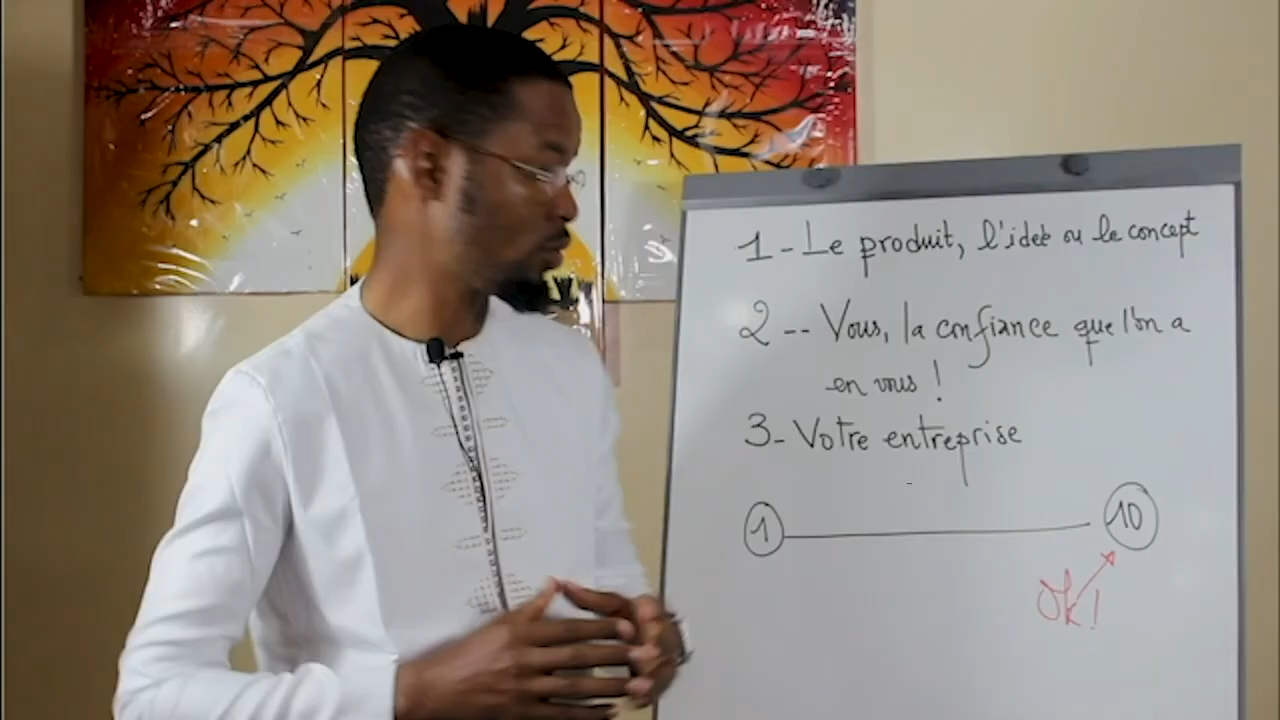 1 - Le produit, l'ideè ou le concept
2 -- Vous, la confiance que l'on a
en vous !
3 - Votre entreprise
1 10
Ok !